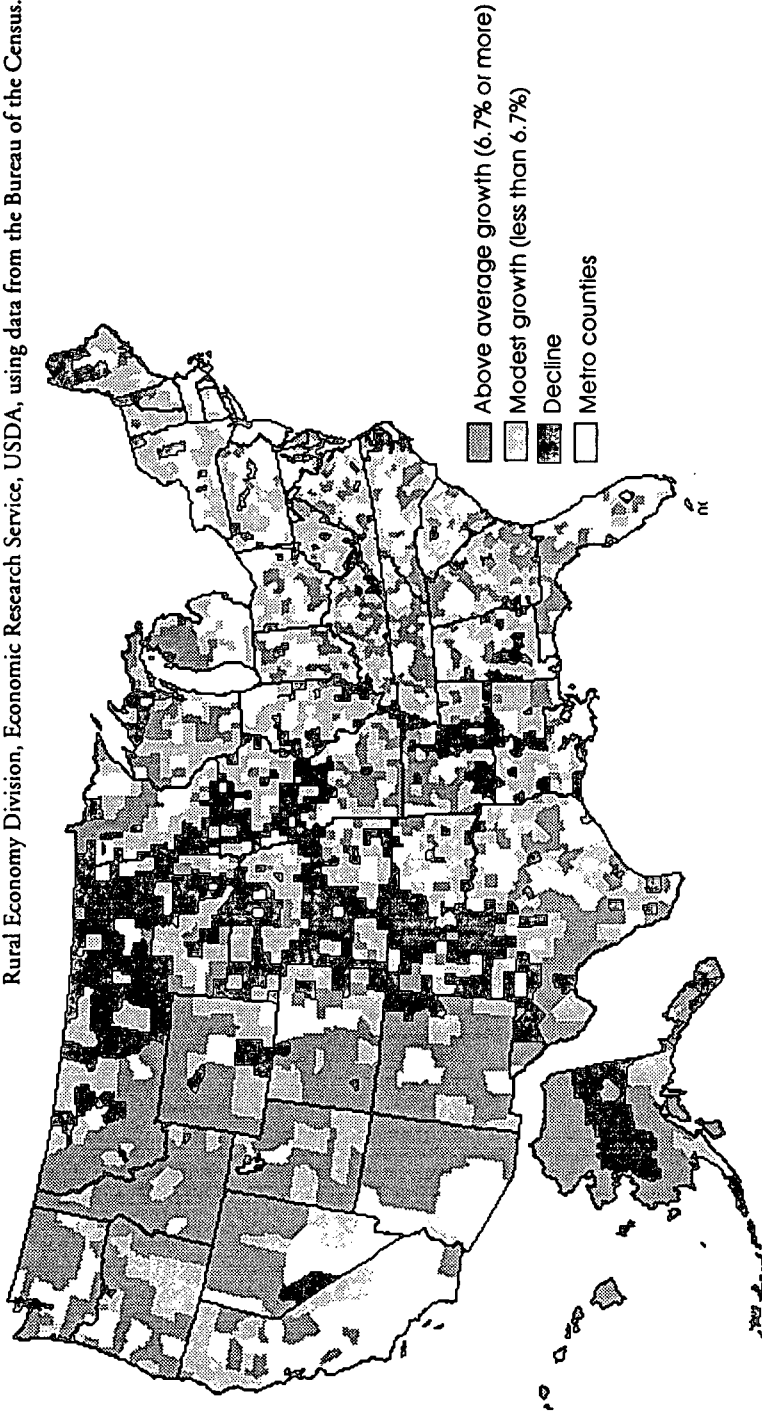 Rural Economy Division, Economic Research Service, USDA, using data from the Bureau of the Census.
Above average growth (6.7% or more)
Modest growth (less than 6.7%)
Decline
Metro counties